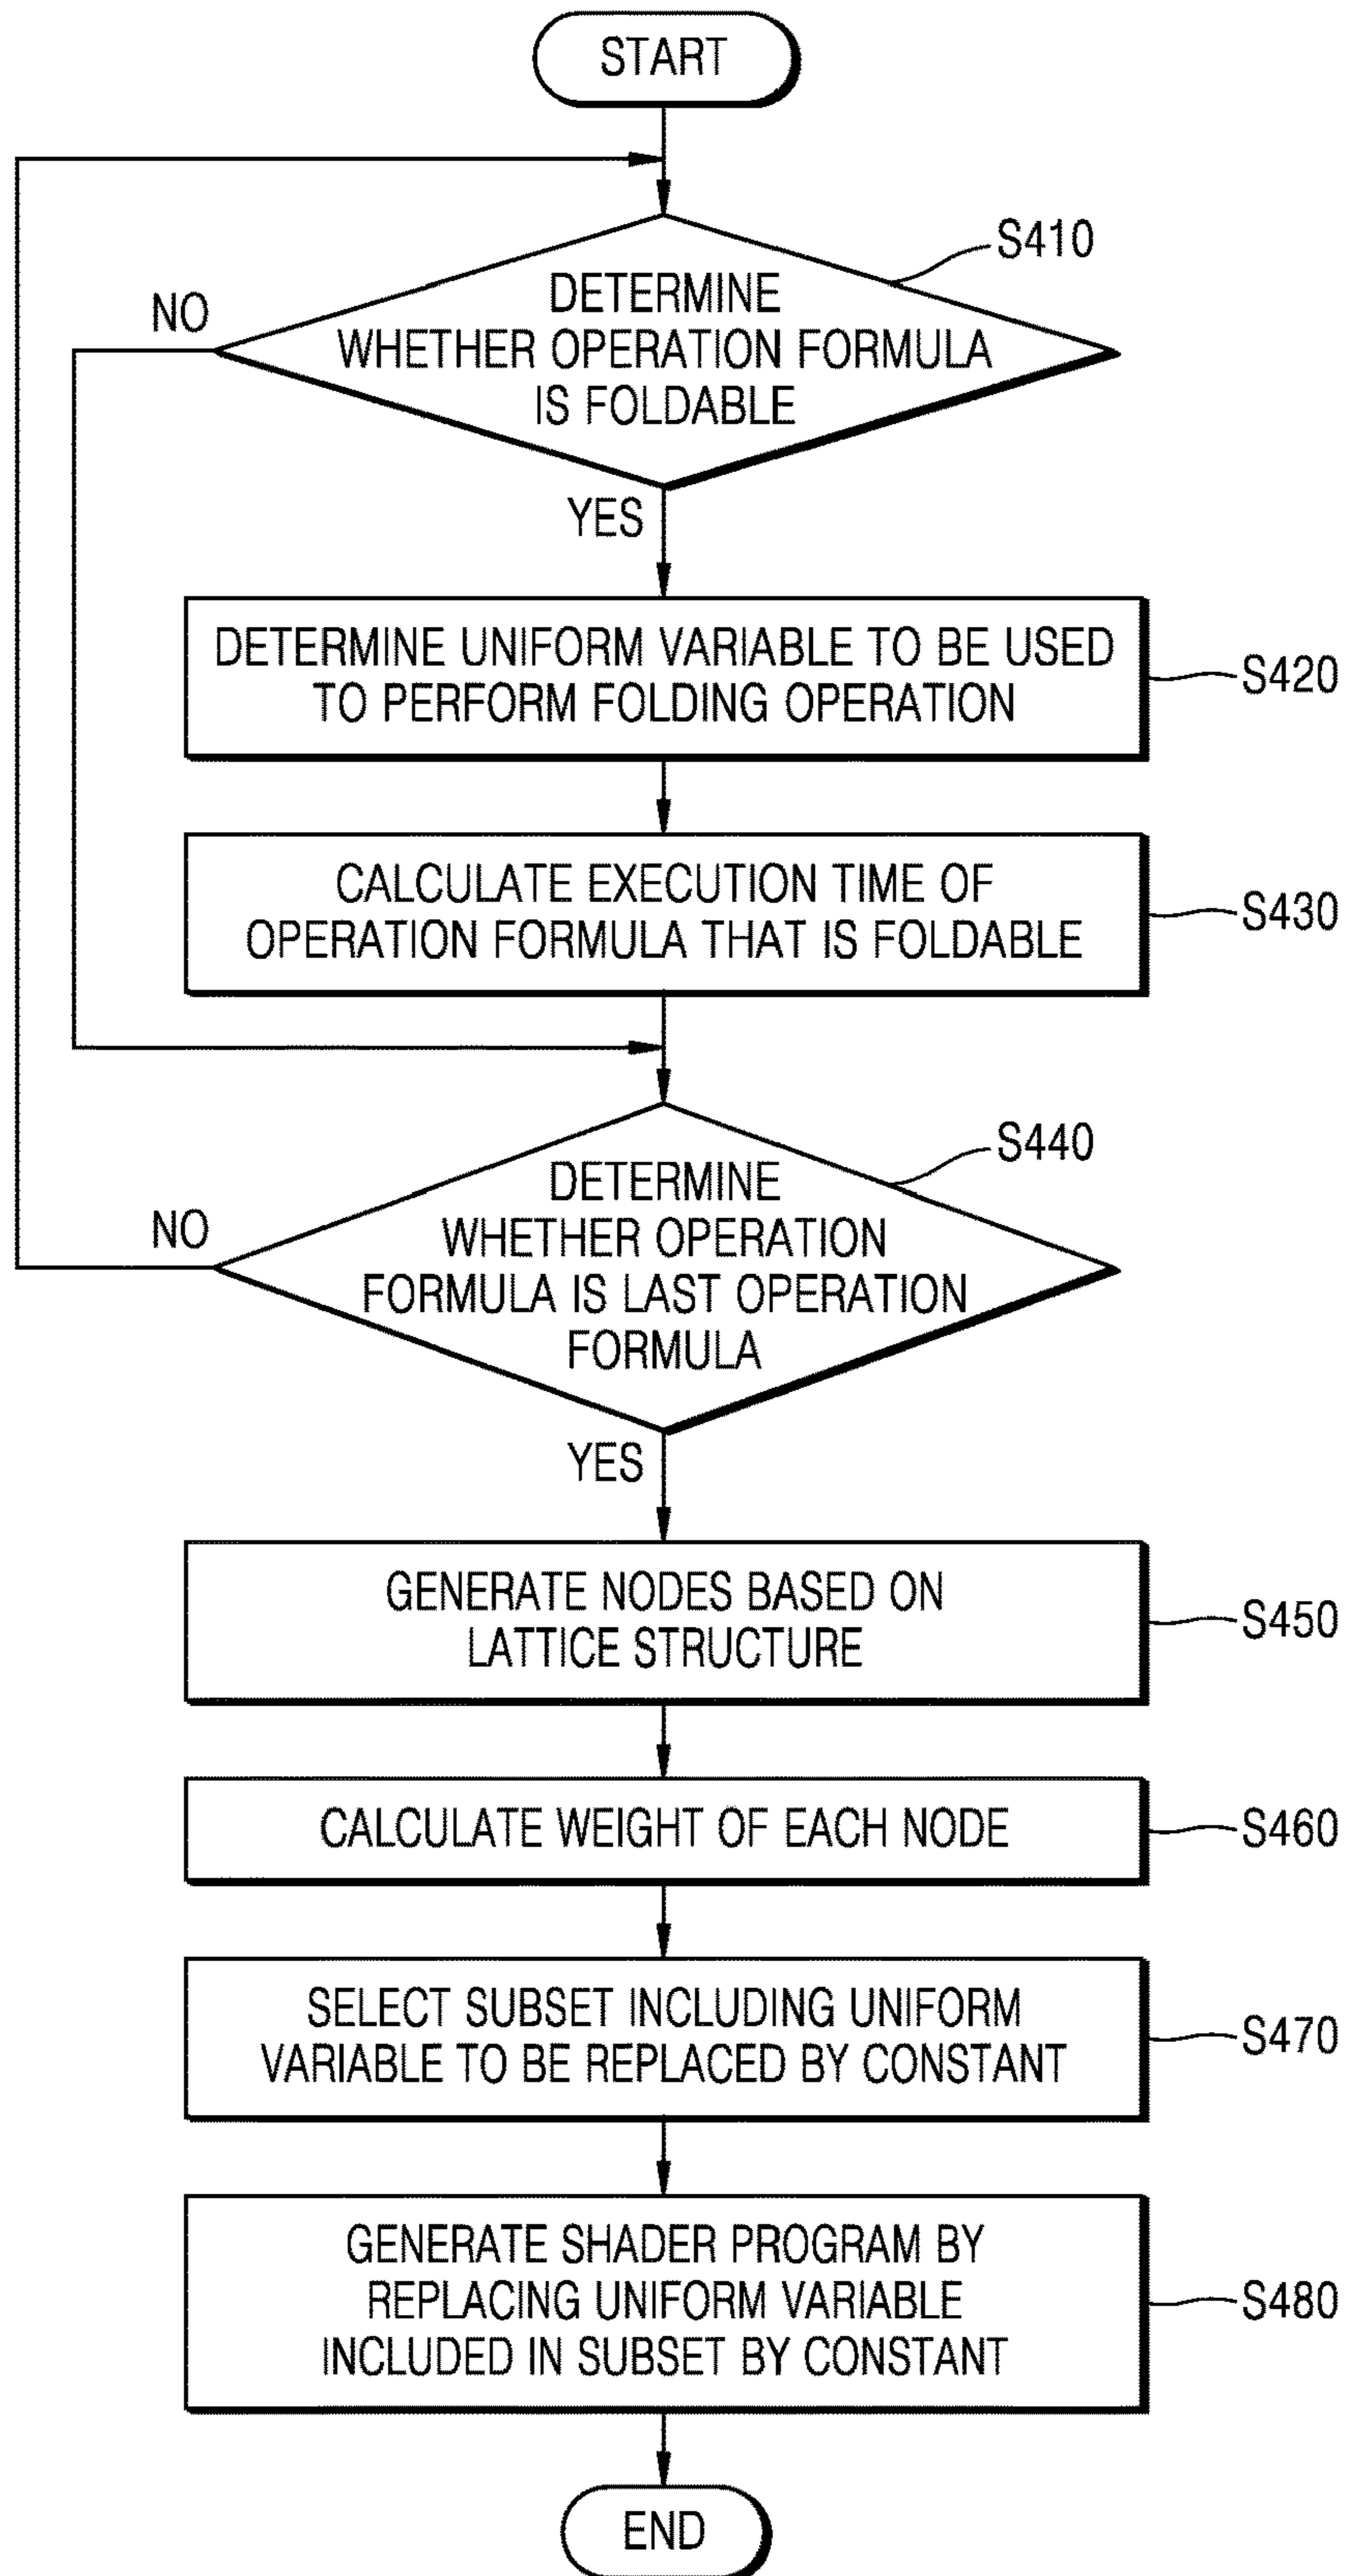 START
S410
DETERMINE
WHETHER OPERATION FORMULA
IS FOLDABLE
NO
YES
DETERMINE UNIFORM VARIABLE TO BE USED
TO PERFORM FOLDING OPERATION
S420
CALCULATE EXECUTION TIME OF
OPERATION FORMULA THAT IS FOLDABLE
S430
S440
DETERMINE
WHETHER OPERATION
FORMULA IS LAST OPERATION
FORMULA
NO
YES
GENERATE NODES BASED ON
LATTICE STRUCTURE
S450
CALCULATE WEIGHT OF EACH NODE
S460
SELECT SUBSET INCLUDING UNIFORM
VARIABLE TO BE REPLACED BY CONSTANT
S470
GENERATE SHADER PROGRAM BY
REPLACING UNIFORM VARIABLE
INCLUDED IN SUBSET BY CONSTANT
S480
END